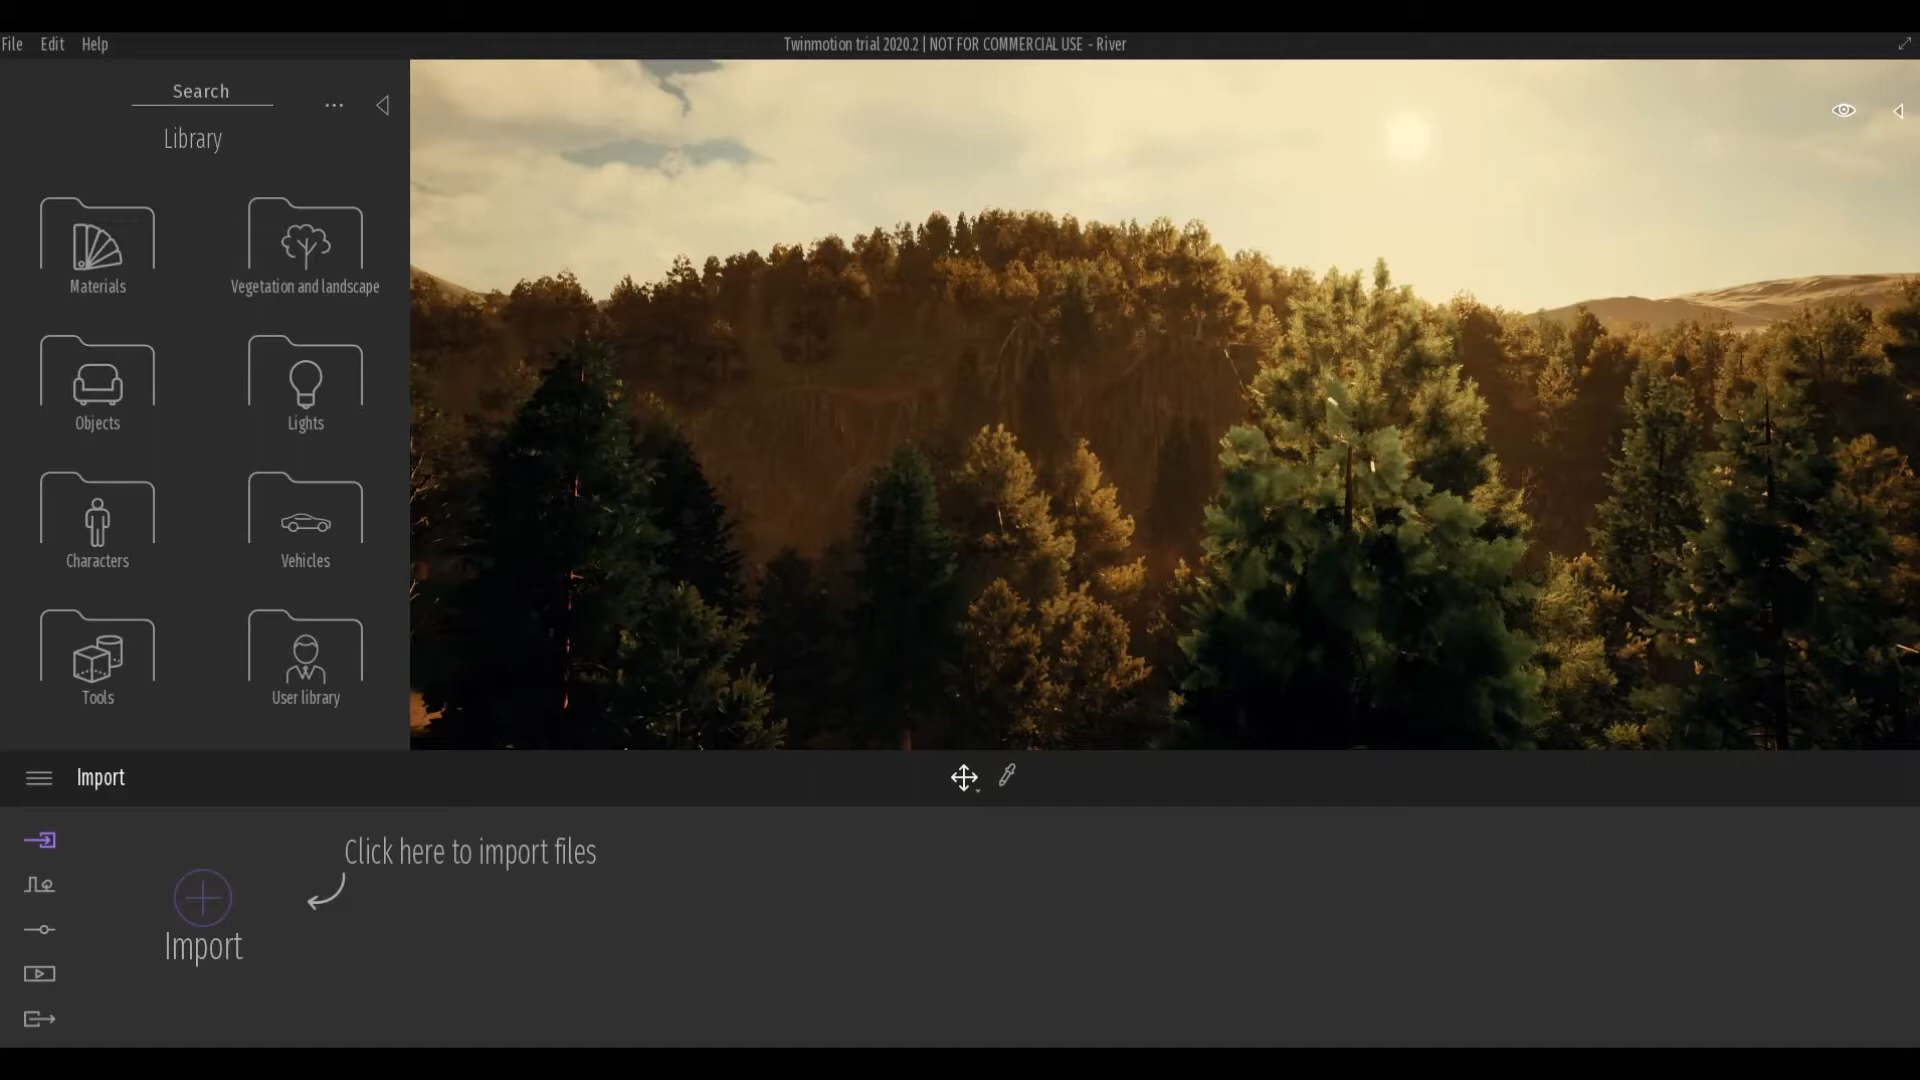 File Edit Help
Twinmotion trial 2020.2 | NOT FOR COMMERCIAL USE - River
Search
...
Library
Materials
Vegetation and landscape
Objects
Lights
Characters
Vehicles
Tools
User library
Import
Click here to import files
Import